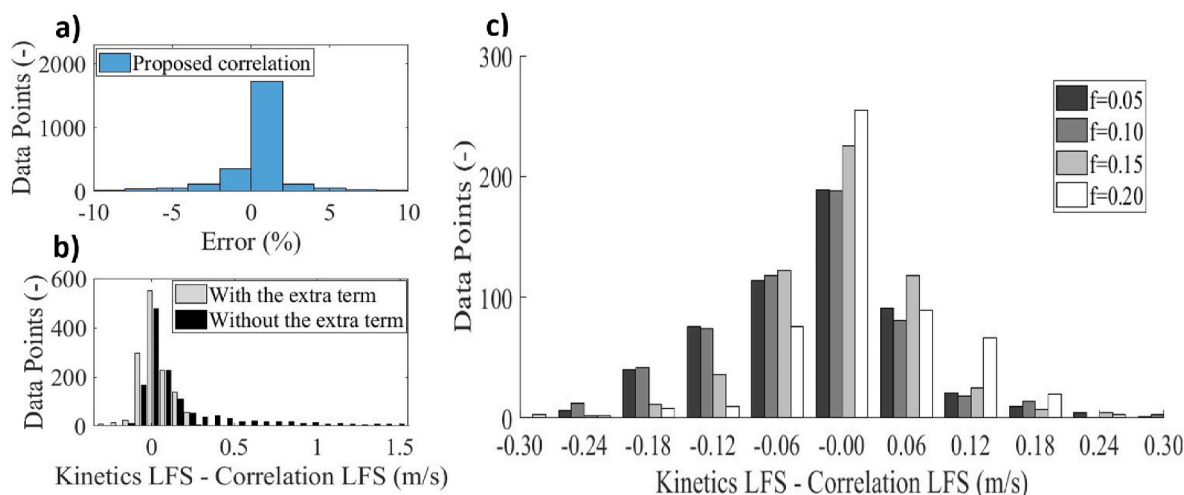 a)
2000
1000
0
Data Points (-)
Proposed correlation
-10 -5 0 5 10
Error (%)
b)
600
400
200
0
Data Points (-)
With the extra term
Without the extra term
0 0.5 1 1.5
Kinetics LFS - Correlation LFS (m/s)
c)
300
200
100
0
Data Points (-)
f=0.05
f=0.10
f=0.15
f=0.20
-0.30 -0.24 -0.18 -0.12 -0.06 -0.00 0.06 0.12 0.18 0.24 0.30
Kinetics LFS - Correlation LFS (m/s)